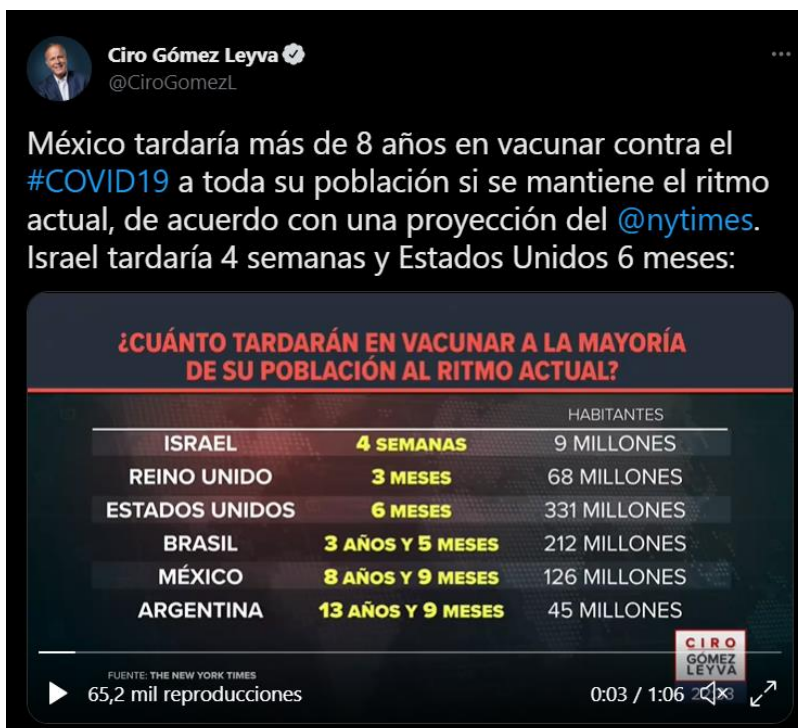 Ciro Gómez Leyva
@CiroGomezL
México tardaría más de 8 años en vacunar contra el
#COVID19 a toda su población si se mantiene el ritmo
actual, de acuerdo con una proyección del @nytimes.
Israel tardaría 4 semanas y Estados Unidos 6 meses:
¿CUÁNTO TARDARÁN EN VACUNAR A LA MAYORÍA
DE SU POBLACIÓN AL RITMO ACTUAL?
HABITANTES
ISRAEL 4 SEMANAS 9 MILLONES
REINO UNIDO 3 MESES 68 MILLONES
ESTADOS UNIDOS 6 MESES 331 MILLONES
BRASIL 3 AÑOS Y 5 MESES 212 MILLONES
MÉXICO 8 AÑOS Y 9 MESES 126 MILLONES
ARGENTINA 13 AÑOS Y 9 MESES 45 MILLONES
CIRO
GÓMEZ
LEYVA
FUENTE: THE NEW YORK TIMES
65,2 mil reproducciones 0:03 / 1:06